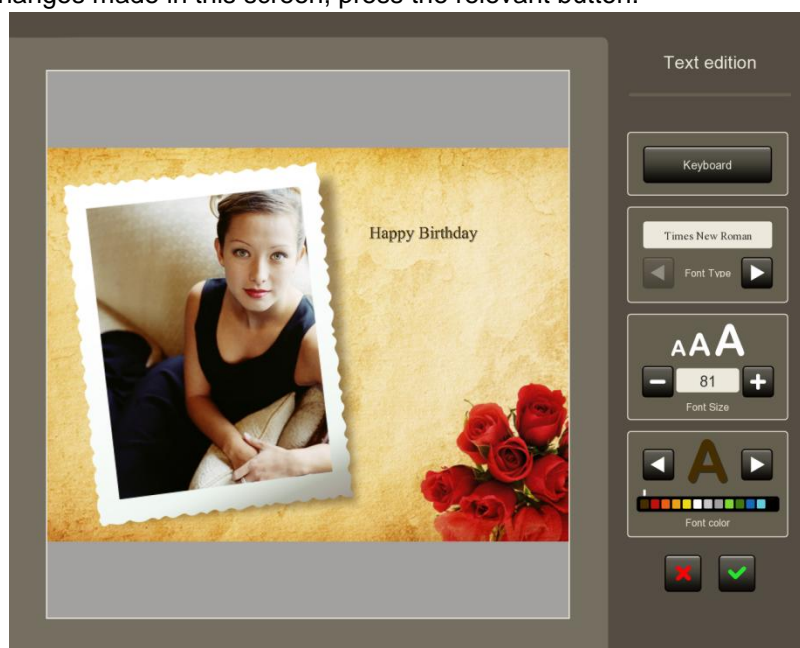 hanges made in this screen, press the relevant button.
Text edition
Keyboard
Happy Birthday
Times New Roman
Font Type
AAA
81
Font Size
A
Font color